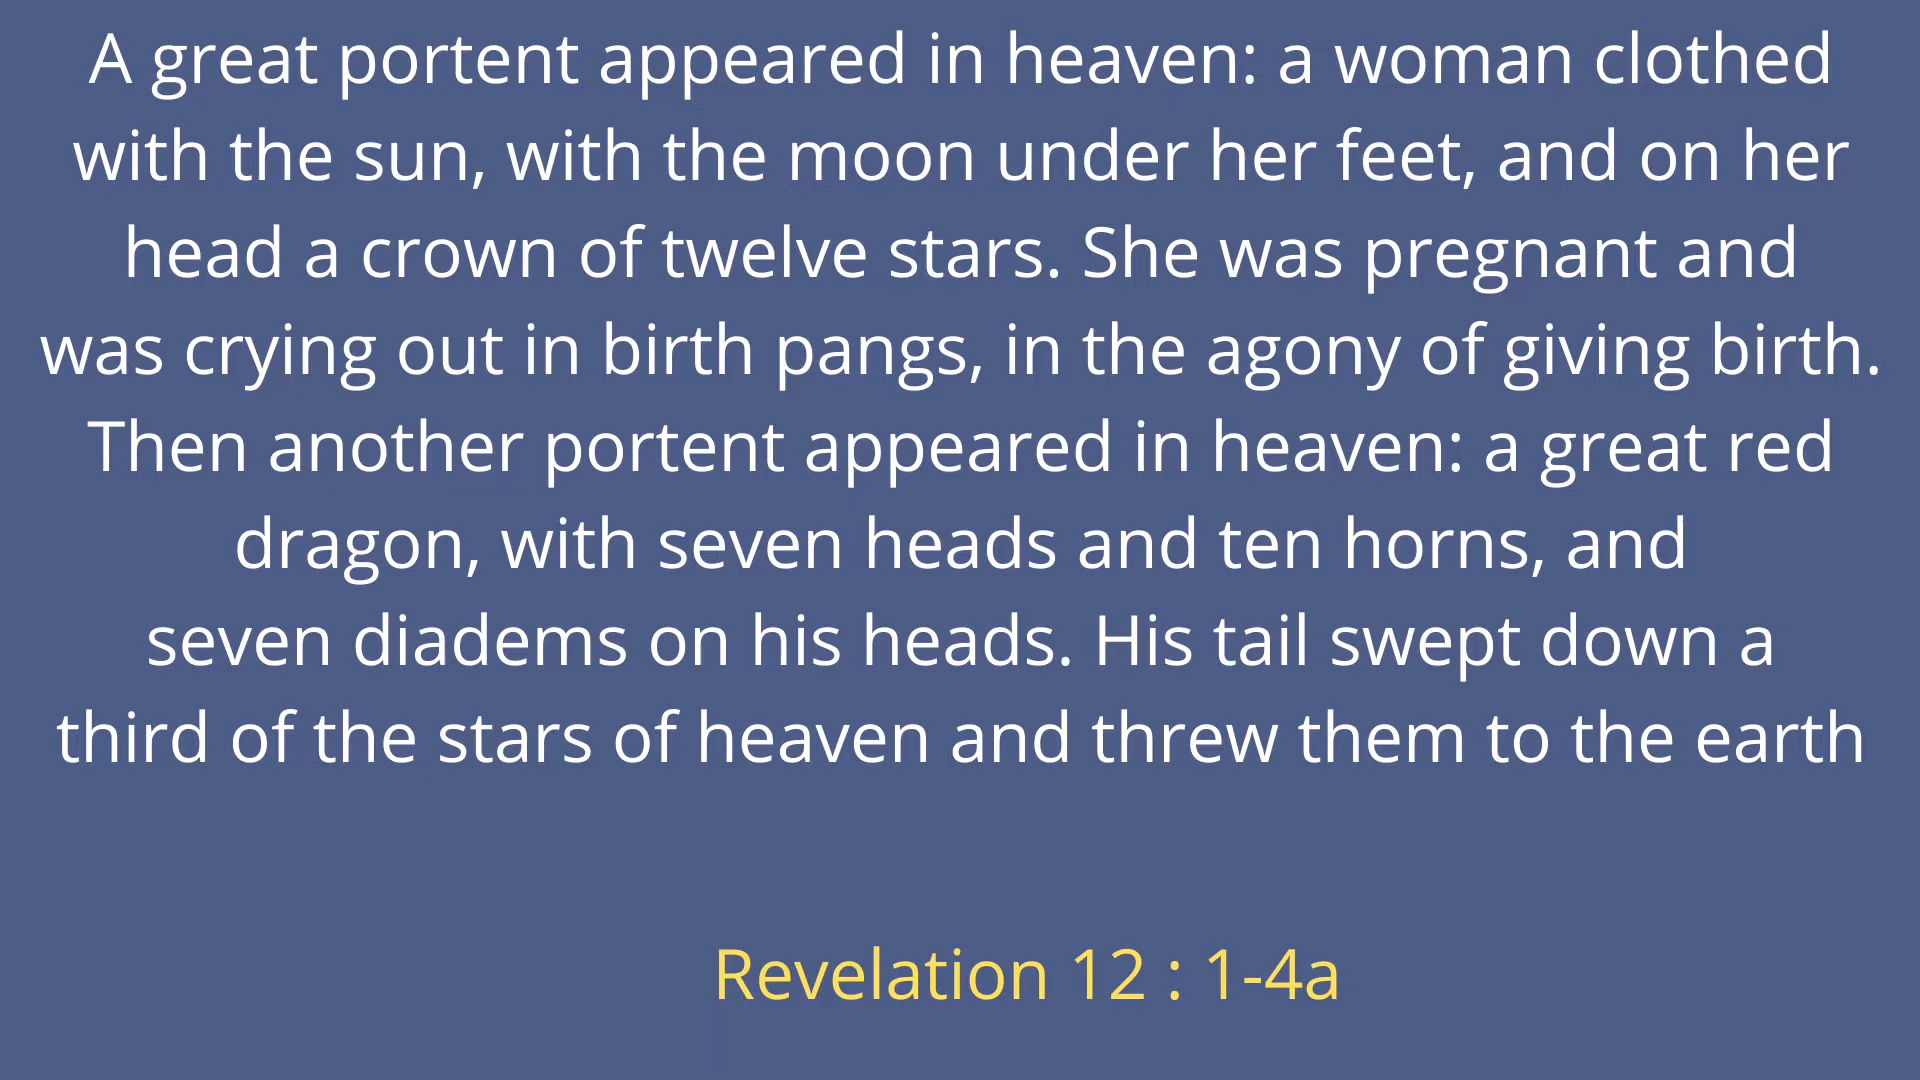 A great portent appeared in heaven: a woman clothed
with the sun, with the moon under her feet, and on her
head a crown of twelve stars. She was pregnant and
was crying out in birth pangs, in the agony of giving birth.
Then another portent appeared in heaven: a great red
dragon, with seven heads and ten horns, and
seven diadems on his heads. His tail swept down a
third of the stars of heaven and threw them to the earth
Revelation 12 : 1-4a